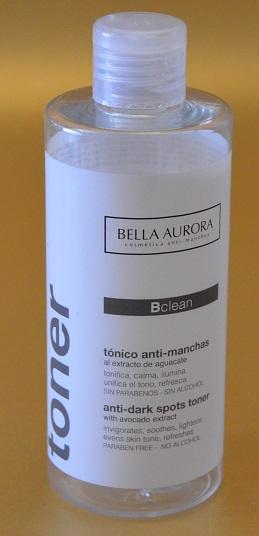 toner
BELLA AURORA
cosmética anti-manchas
Bclean
tónico anti-manchas
al extracto de aguacate
tonifica, calma, ilumina
unifica el tono, refresca
SIN PARABENOS - SIN ALCOHOL
anti-dark spots toner
with avocado extract
invigorates, soothes, lightens
evens skin tone, refreshes
PARABEN FREE - NO ALCOHOL